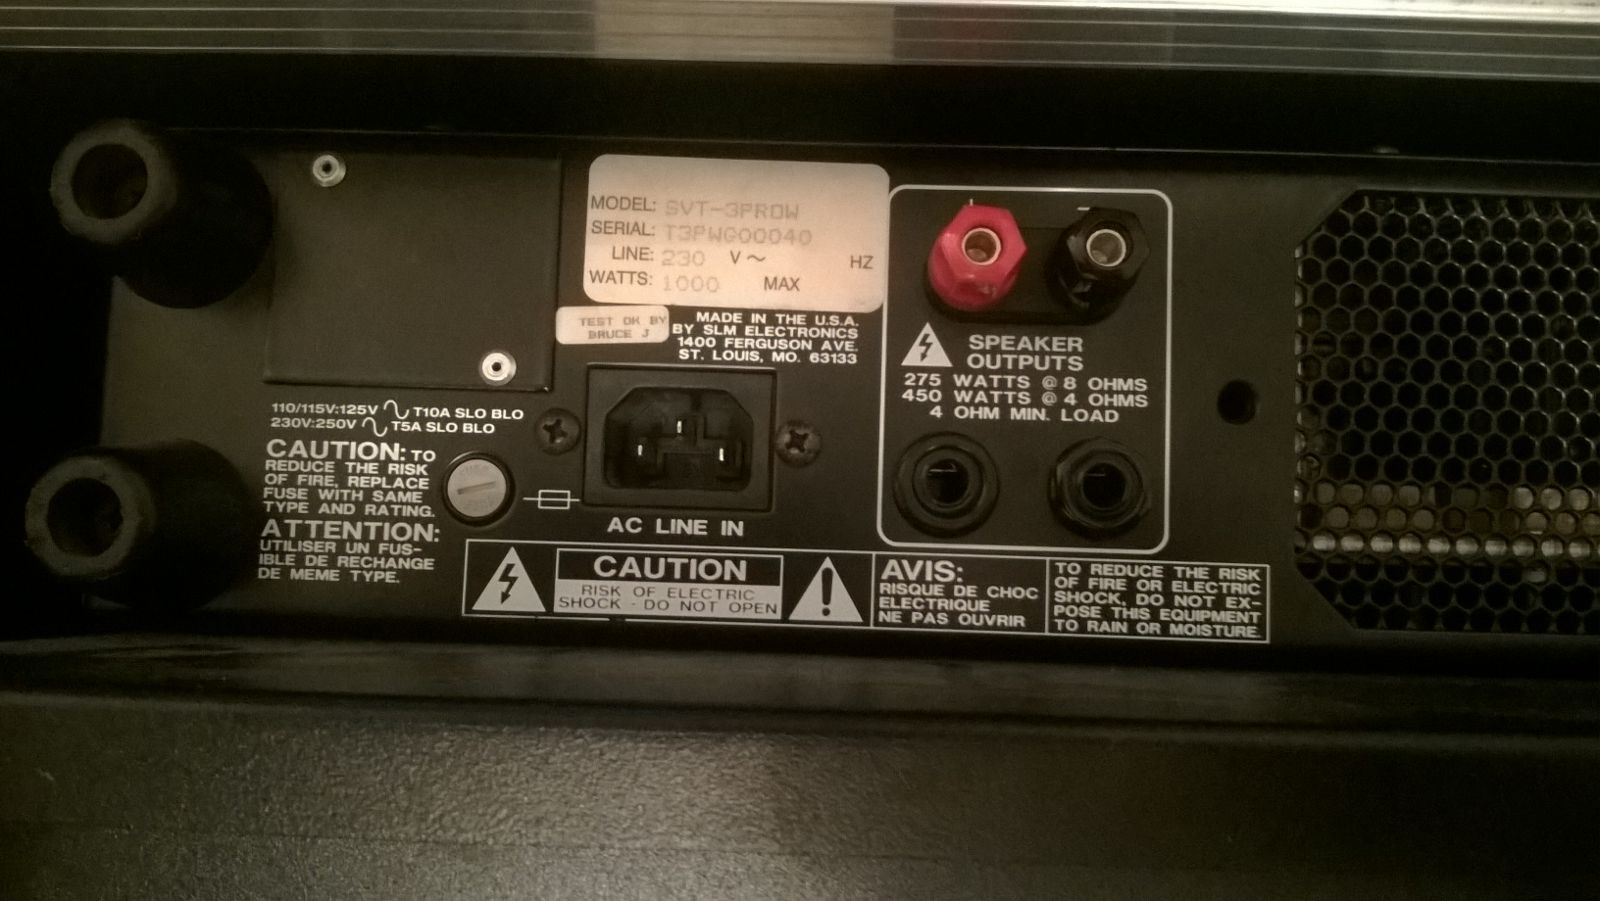 MODEL: SVT-3PROW
SERIAL: T3PWG00040
LINE: 230 V ~ HZ
WATTS: 1000 MAX
TEST OK BY
BRUCE J
MADE IN THE U.S.A.
BY SLM ELECTRONICS
1400 FERGUSON AVE.
ST. LOUIS, MO. 63133
SPEAKER
OUTPUTS
275 WATTS @ 8 OHMS
450 WATTS @ 4 OHMS
4 OHM MIN. LOAD
110/115V:125V T10A SLO BLO
230V:250V T5A SLO BLO
CAUTION: TO
REDUCE THE RISK
OF FIRE, REPLACE
FUSE WITH SAME
TYPE AND RATING.
ATTENTION:
UTILISER UN FUS-
IBLE DE RECHANGE
DE MEME TYPE.
AC LINE IN
CAUTION
RISK OF ELECTRIC
SHOCK - DO NOT OPEN
AVIS:
RISQUE DE CHOC
ELECTRIQUE
NE PAS OUVRIR
TO REDUCE THE RISK
OF FIRE OR ELECTRIC
SHOCK, DO NOT EX-
POSE THIS EQUIPMENT
TO RAIN OR MOISTURE.